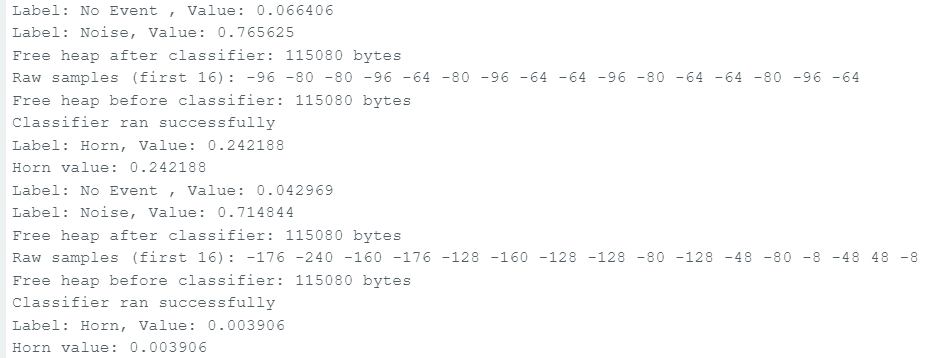 Label: No Event , Value: 0.066406
Label: Noise, Value: 0.765625
Free heap after classifier: 115080 bytes
Raw samples (first 16): -96 -80 -80 -96 -64 -80 -96 -64 -64 -96 -80 -64 -64 -80 -96 -64
Free heap before classifier: 115080 bytes
Classifier ran successfully
Label: Horn, Value: 0.242188
Horn value: 0.242188
Label: No Event , Value: 0.042969
Label: Noise, Value: 0.714844
Free heap after classifier: 115080 bytes
Raw samples (first 16): -176 -240 -160 -176 -128 -160 -128 -128 -80 -128 -48 -80 -8 -48 48 -8
Free heap before classifier: 115080 bytes
Classifier ran successfully
Label: Horn, Value: 0.003906
Horn value: 0.003906